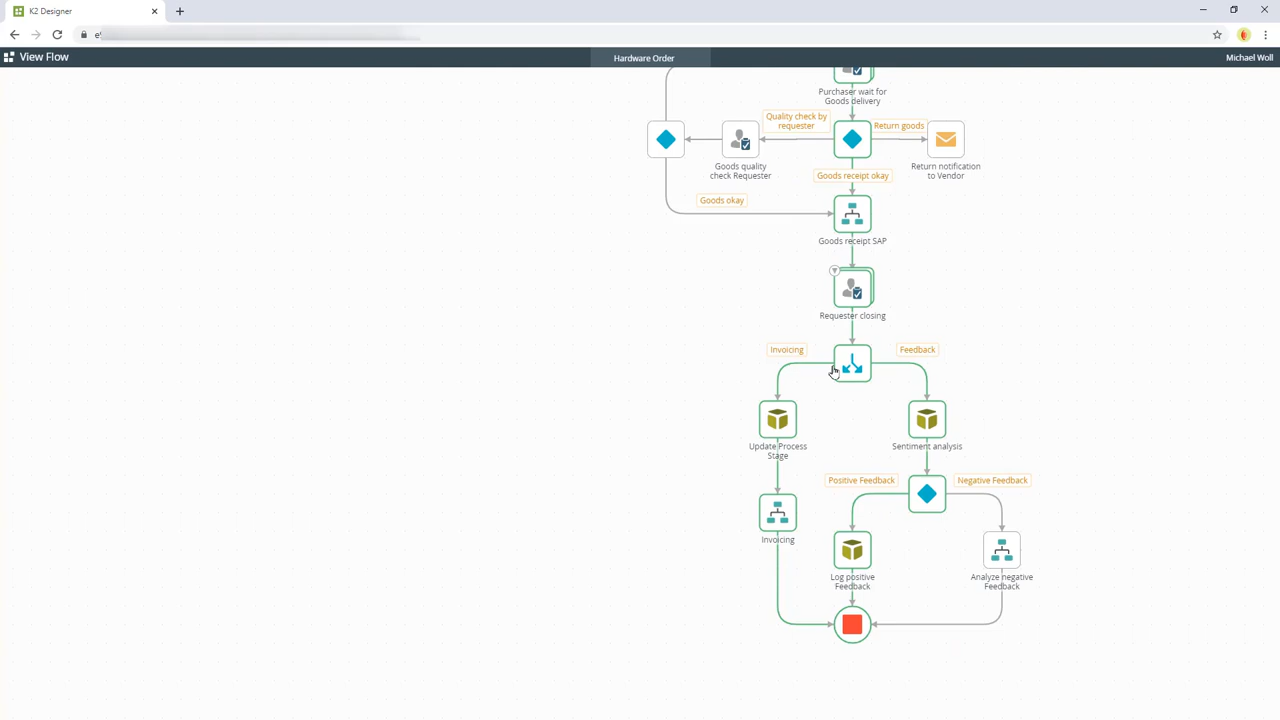 K2 Designer
View Flow
Hardware Order
Michael Woll
Purchaser wait for
Goods delivery
Quality check by
requester
Return goods
Goods quality
check Requester
Return notification
to Vendor
Goods receipt okay
Goods okay
Goods receipt SAP
Requester closing
Invoicing
Feedback
Update Process
Stage
Sentiment analysis
Positive Feedback
Negative Feedback
Invoicing
Log positive
Feedback
Analyze negative
Feedback